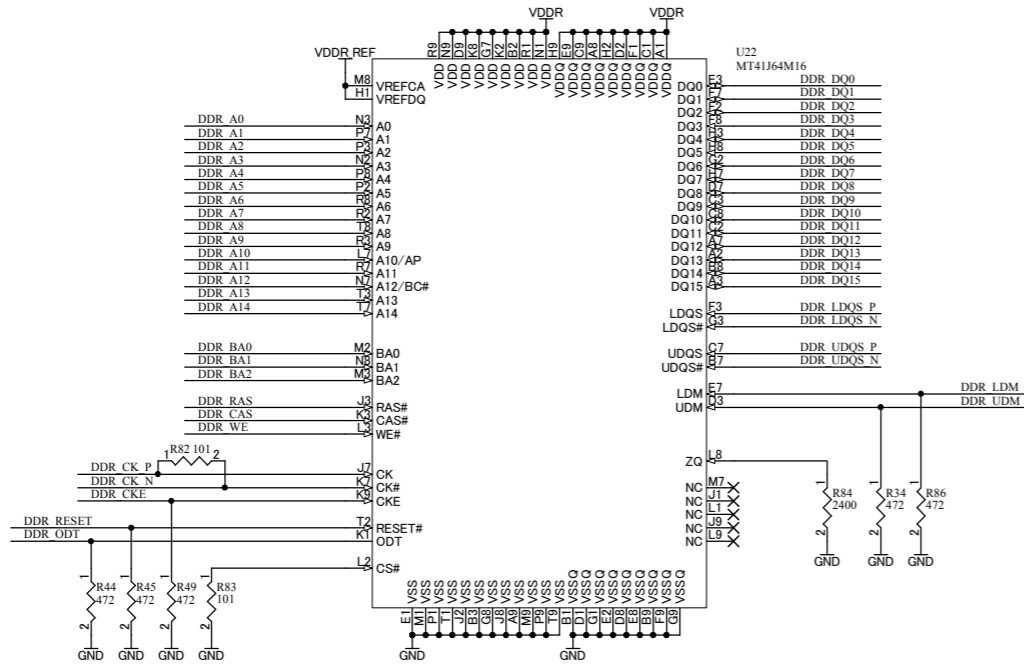 VDDR VDDR
VDDR_REF
R9 N9 D9 K8 G7 K2 B2 R1 N1 H9 E9 C9 A8 H2 D2 F1 C1 A1
VDD VDD VDD VDD VDD VDD VDD VDD VDD VDDQ VDDQ VDDQ VDDQ VDDQ VDDQ VDDQ VDDQ VDDQ
U22
MT41J64M16
M8 VREFCA
H1 VREFDQ
DDR_A0 N3 A0
DDR_A1 P7 A1
DDR_A2 P3 A2
DDR_A3 N2 A3
DDR_A4 P8 A4
DDR_A5 P2 A5
DDR_A6 R8 A6
DDR_A7 R2 A7
DDR_A8 T8 A8
DDR_A9 R3 A9
DDR_A10 L7 A10/AP
DDR_A11 R7 A11
DDR_A12 N7 A12/BC#
DDR_A13 T3 A13
DDR_A14 T7 A14
DDR_BA0 M2 BA0
DDR_BA1 N8 BA1
DDR_BA2 M3 BA2
DDR_RAS J3 RAS#
DDR_CAS K3 CAS#
DDR_WE L3 WE#
1 R82 101 2
DDR_CK_P J7 CK
DDR_CK_N K7 CK#
DDR_CKE K9 CKE
DDR_RESET T2 RESET#
DDR_ODT K1 ODT
L2 CS#
DQ0 E3 DDR_DQ0
DQ1 F7 DDR_DQ1
DQ2 F2 DDR_DQ2
DQ3 F8 DDR_DQ3
DQ4 H3 DDR_DQ4
DQ5 H8 DDR_DQ5
DQ6 G2 DDR_DQ6
DQ7 H7 DDR_DQ7
DQ8 D7 DDR_DQ8
DQ9 C3 DDR_DQ9
DQ10 C8 DDR_DQ10
DQ11 C2 DDR_DQ11
DQ12 A7 DDR_DQ12
DQ13 A2 DDR_DQ13
DQ14 B8 DDR_DQ14
DQ15 A3 DDR_DQ15
LDQS F3 DDR_LDQS_P
LDQS# G3 DDR_LDQS_N
UDQS C7 DDR_UDQS_P
UDQS# B7 DDR_UDQS_N
LDM E7 DDR_LDM
UDM D3 DDR_UDM
ZQ L8
NC M7
NC J1
NC L1
NC J9
NC L9
1 R84 2400 2 GND
1 R34 472 2 GND
1 R86 472 2 GND
1 R44 472 2 GND
1 R45 472 2 GND
1 R49 472 2 GND
1 R83 101 2 GND
VSS VSS VSS VSS VSS VSS VSS VSS VSS VSS VSS VSS VSSQ VSSQ VSSQ VSSQ VSSQ VSSQ VSSQ VSSQ VSSQ
E1 M1 P1 T1 J2 B3 G8 J8 A9 M9 P9 T9 B1 D1 G1 E2 D8 E8 B9 F9 G9
GND GND